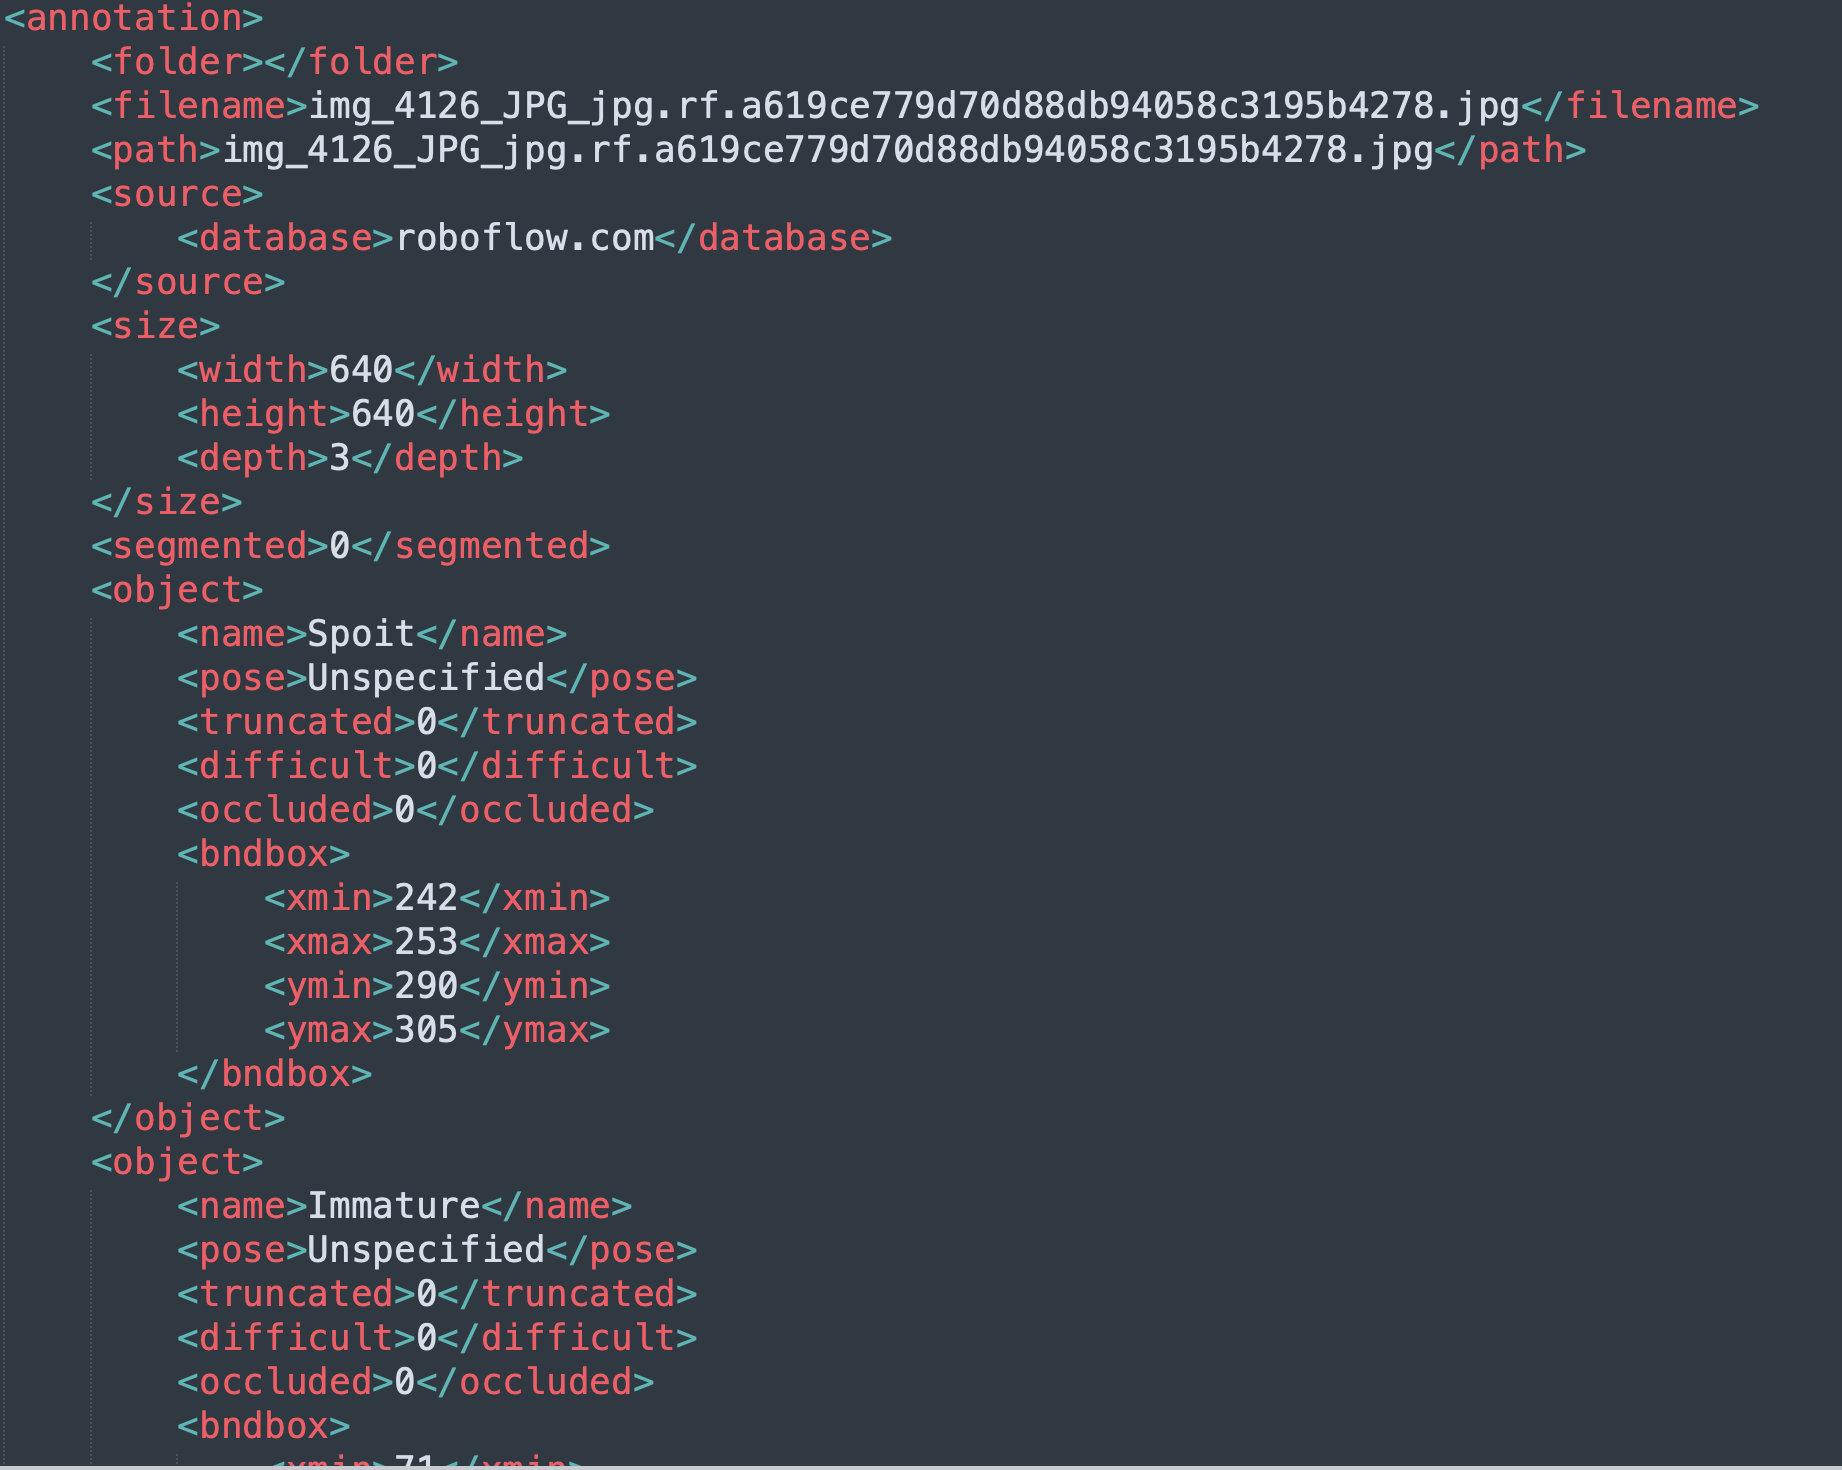 <annotation>
    <folder></folder>
    <filename>img_4126_JPG_jpg.rf.a619ce779d70d88db94058c3195b4278.jpg</filename>
    <path>img_4126_JPG_jpg.rf.a619ce779d70d88db94058c3195b4278.jpg</path>
    <source>
        <database>roboflow.com</database>
    </source>
    <size>
        <width>640</width>
        <height>640</height>
        <depth>3</depth>
    </size>
    <segmented>0</segmented>
    <object>
        <name>Spoit</name>
        <pose>Unspecified</pose>
        <truncated>0</truncated>
        <difficult>0</difficult>
        <occluded>0</occluded>
        <bndbox>
            <xmin>242</xmin>
            <xmax>253</xmax>
            <ymin>290</ymin>
            <ymax>305</ymax>
        </bndbox>
    </object>
    <object>
        <name>Immature</name>
        <pose>Unspecified</pose>
        <truncated>0</truncated>
        <difficult>0</difficult>
        <occluded>0</occluded>
        <bndbox>
            <xmin>71</xmin>